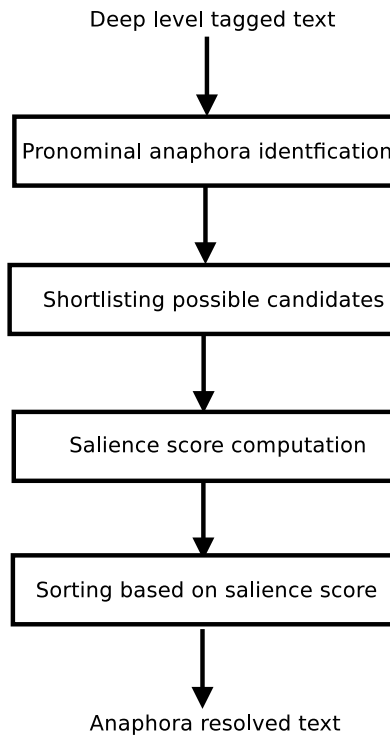 Deep level tagged text
Pronominal anaphora identfication
Shortlisting possible candidates
Salience score computation
Sorting based on salience score
Anaphora resolved text